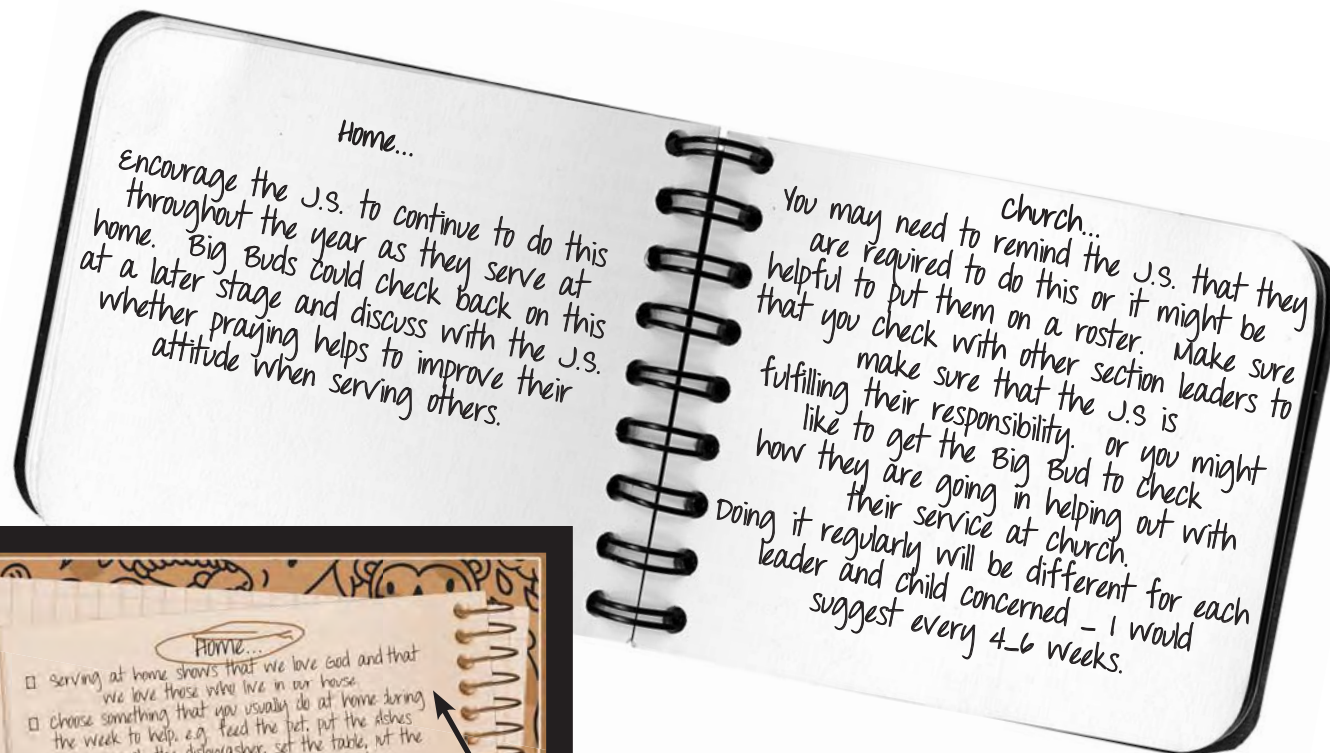 Home...
Encourage the J.S. to continue to do this
throughout the year as they serve at
home. Big Buds could check back on this
at a later stage and discuss with the J.S.
whether praying helps to improve their
attitude when serving others.
Church...
You may need to remind the J.S. that they
are required to do this or it might be
helpful to put them on a roster. Make sure
that you check with other section leaders to
make sure that the J.S is
fulfilling their responsibility. or you might
like to get the Big Bud to check
how they are going in helping out with
their service at church.
Doing it regularly will be different for each
leader and child concerned _ I would
suggest every 4_6 weeks.
Home...
serving at home shows that we love God and that
we love those who live in our house
choose something that you usually do at home during
the week to help. e.g. feed the pet, put the dishes
the dishwasher, set the table, put the